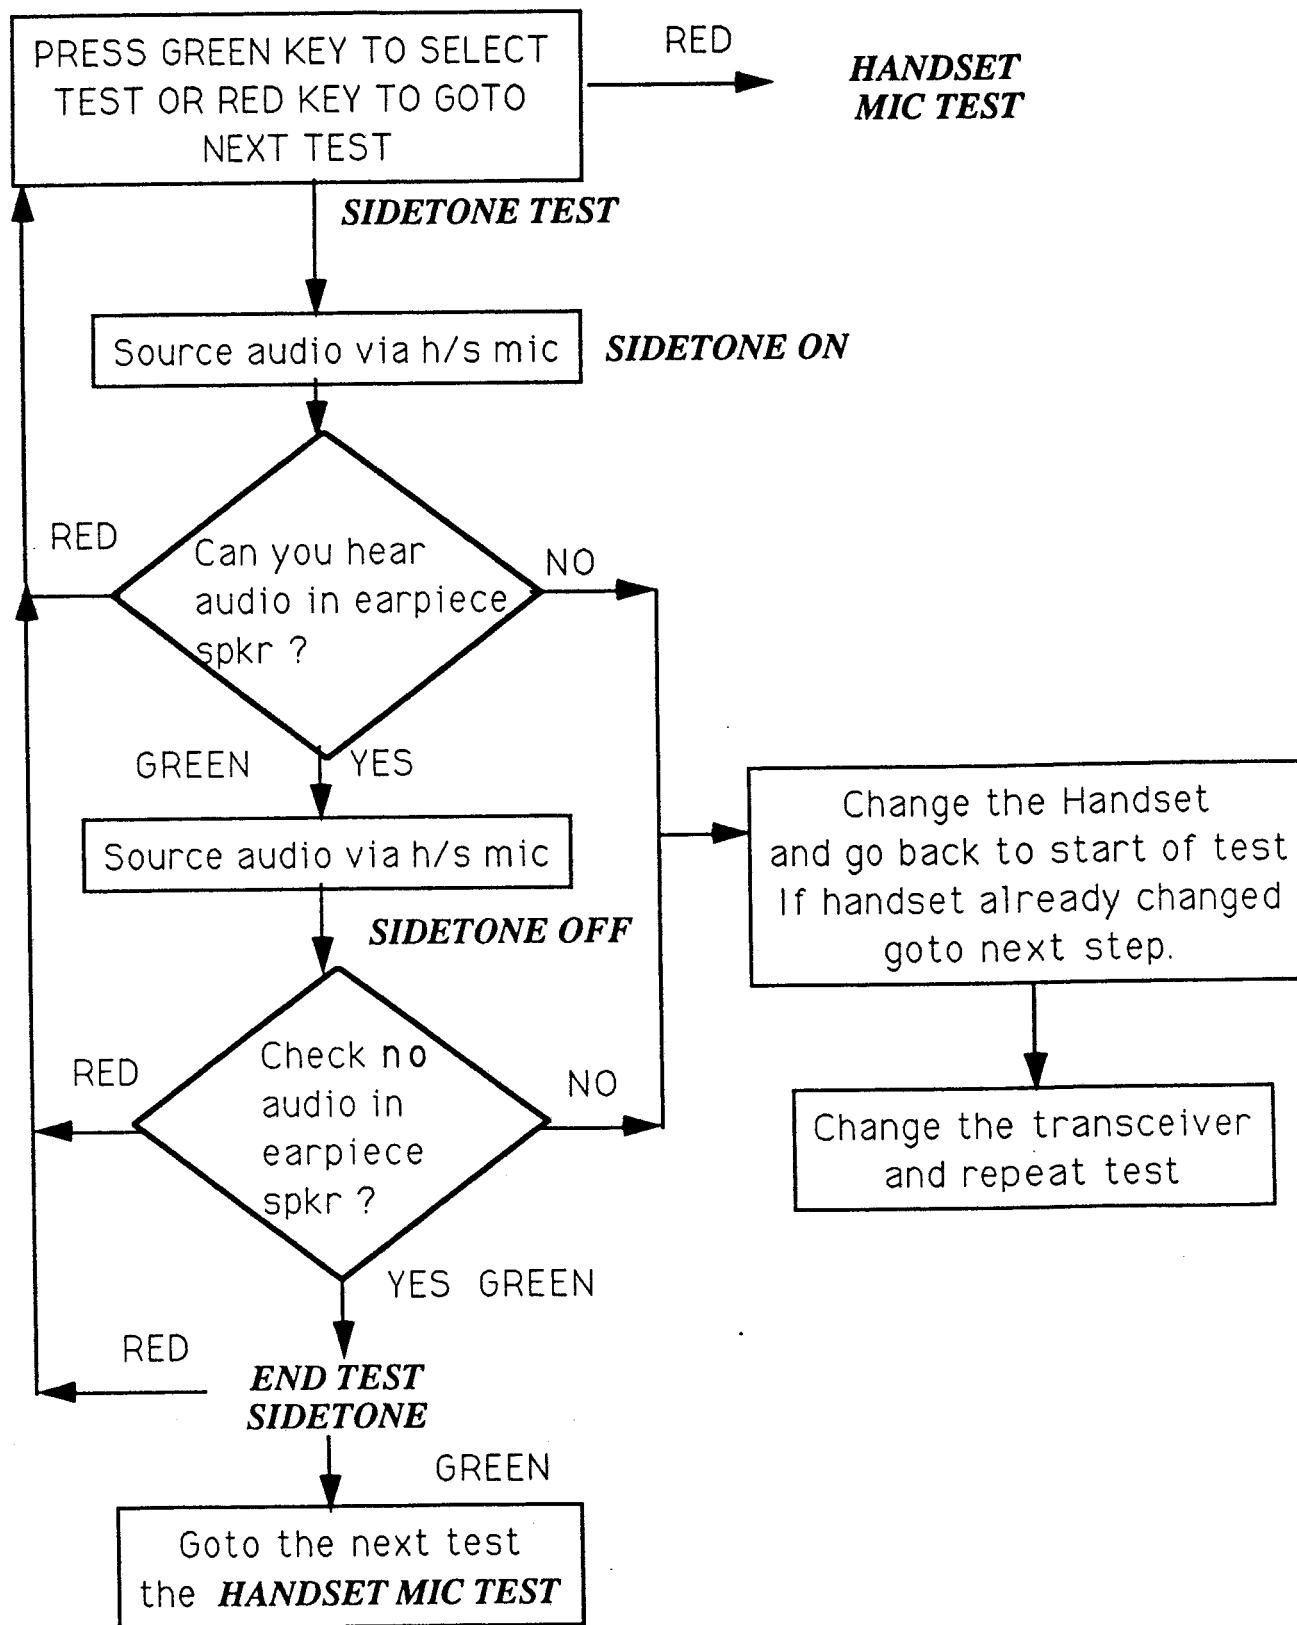 PRESS GREEN KEY TO SELECT
TEST OR RED KEY TO GOTO
NEXT TEST
RED
HANDSET
MIC TEST
SIDETONE TEST
Source audio via h/s mic
SIDETONE ON
RED
Can you hear
audio in earpiece
spkr ?
NO
GREEN
YES
Source audio via h/s mic
SIDETONE OFF
Change the Handset
and go back to start of test
If handset already changed
goto next step.
RED
Check no
audio in
earpiece
spkr ?
NO
Change the transceiver
and repeat test
YES GREEN
RED
END TEST
SIDETONE
GREEN
Goto the next test
the HANDSET MIC TEST